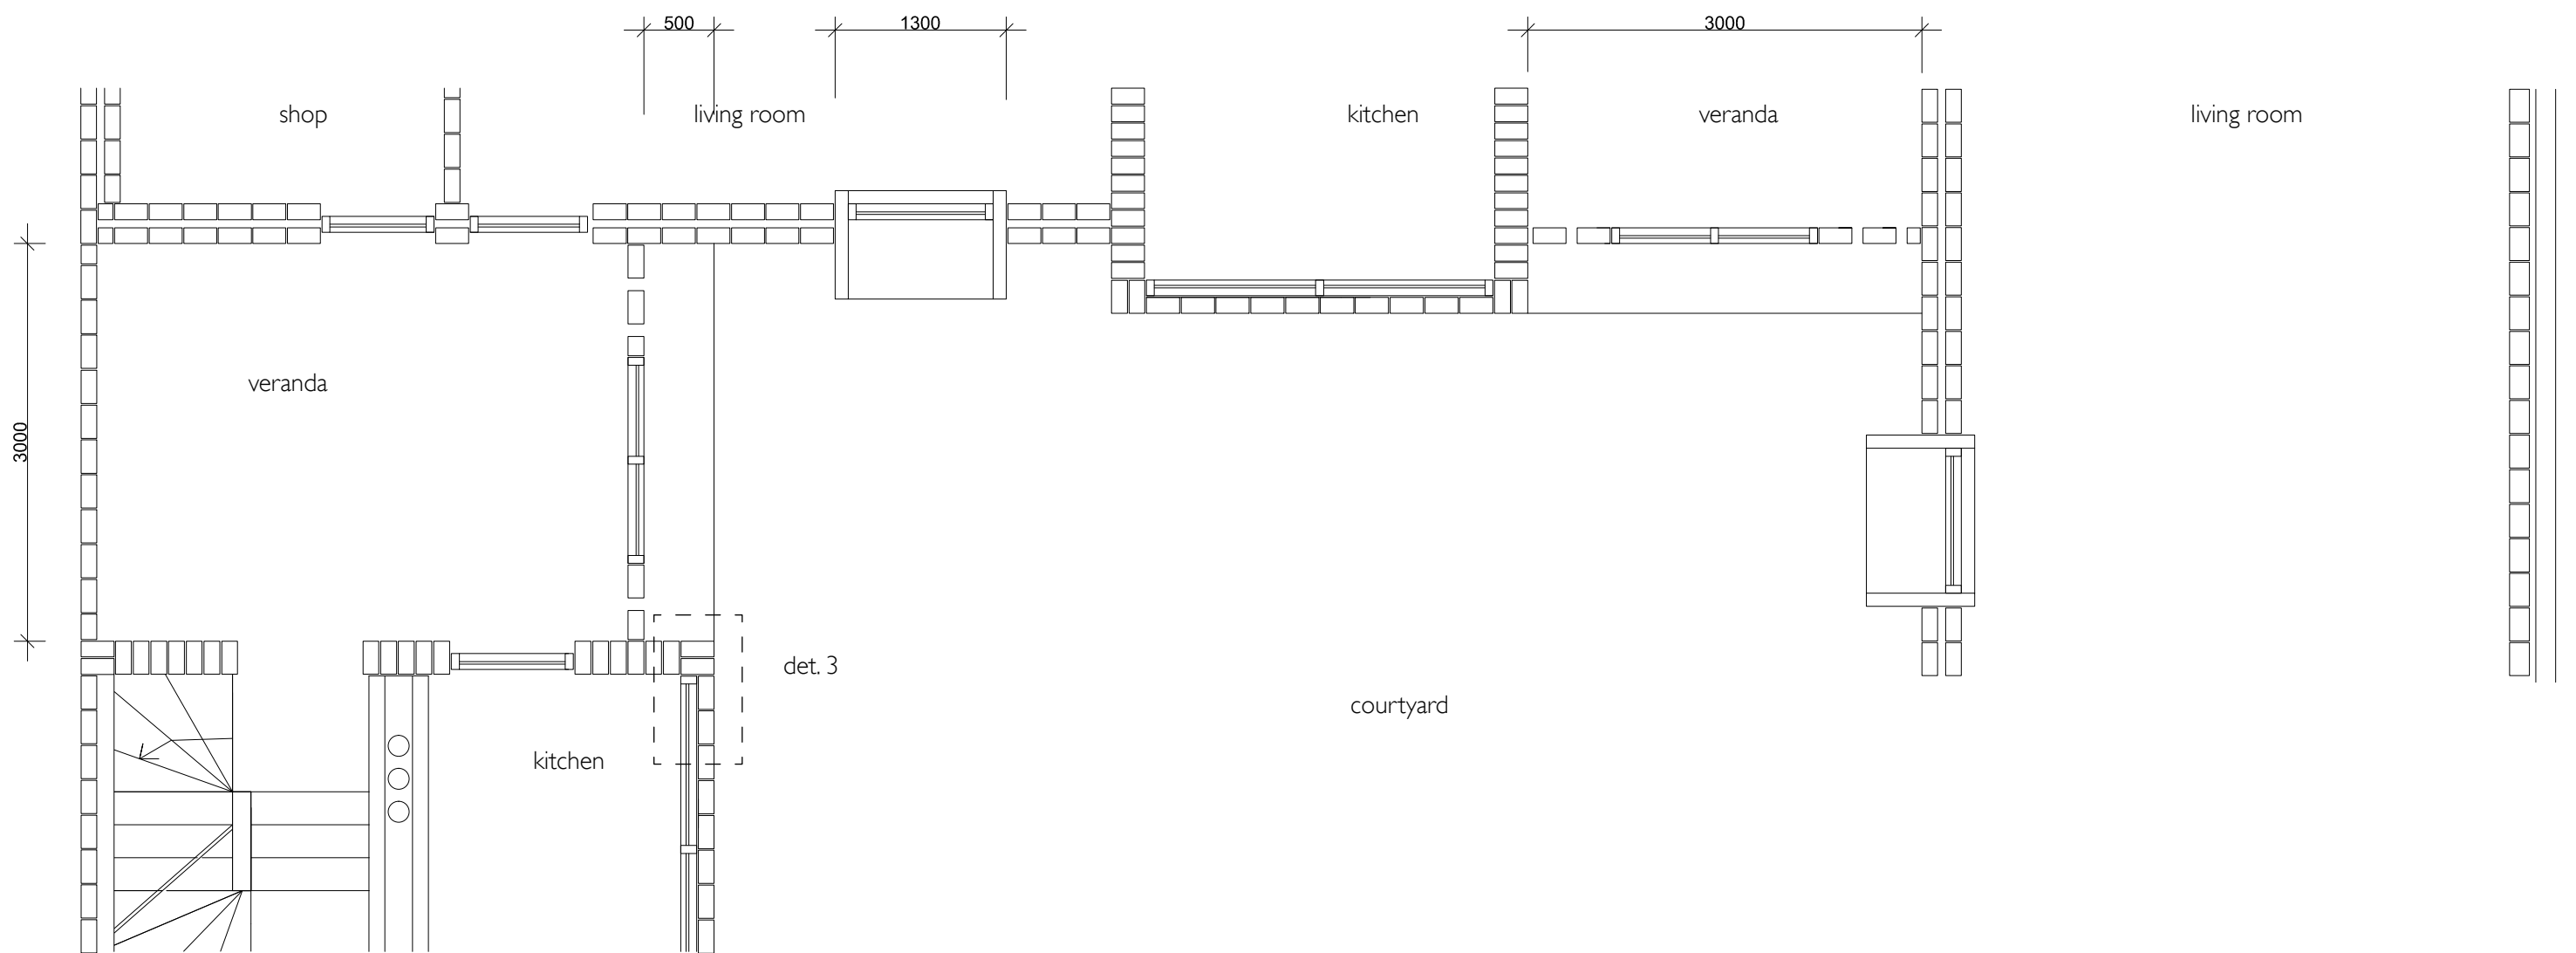 500
1300
3000
shop
living room
kitchen
veranda
living room
veranda
3000
det. 3
courtyard
kitchen